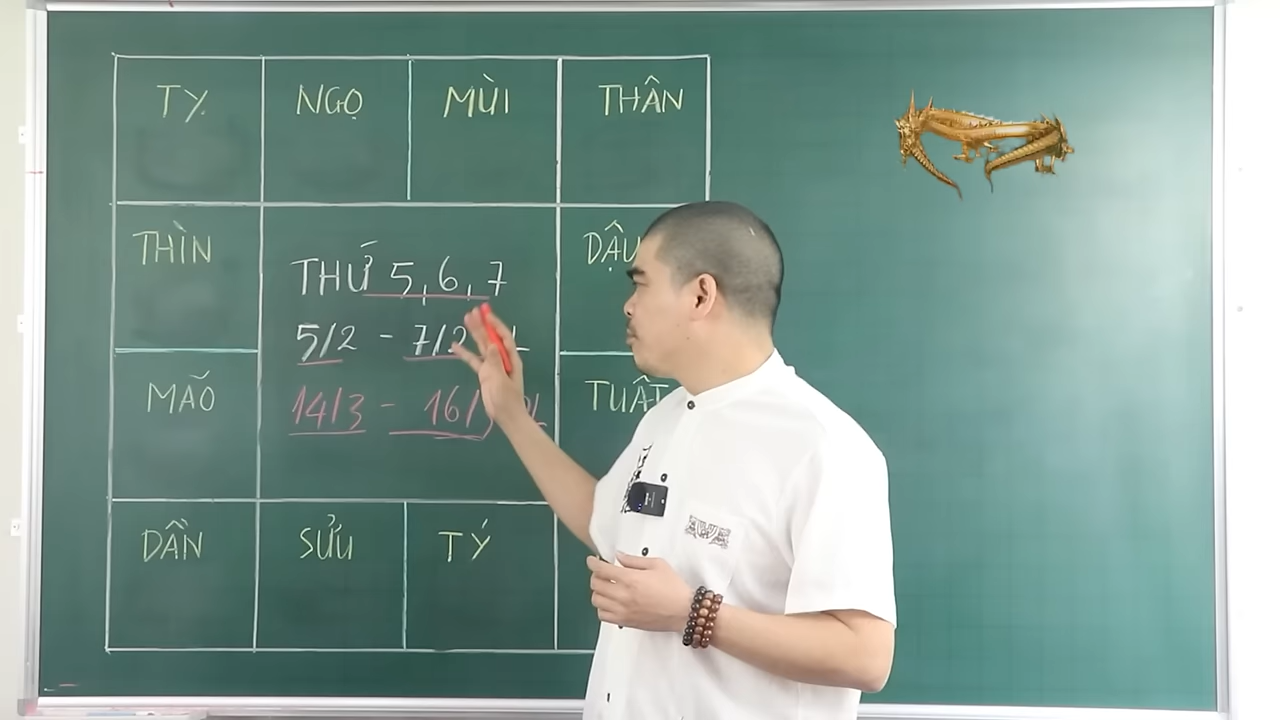 TỴ NGỌ MÙI THÂN
THÌN
DẬU
THỨ 5, 6, 7
5/2 - 7/2
MÃO
TUẤT
14/3 - 16/
DẦN SỬU TÝ